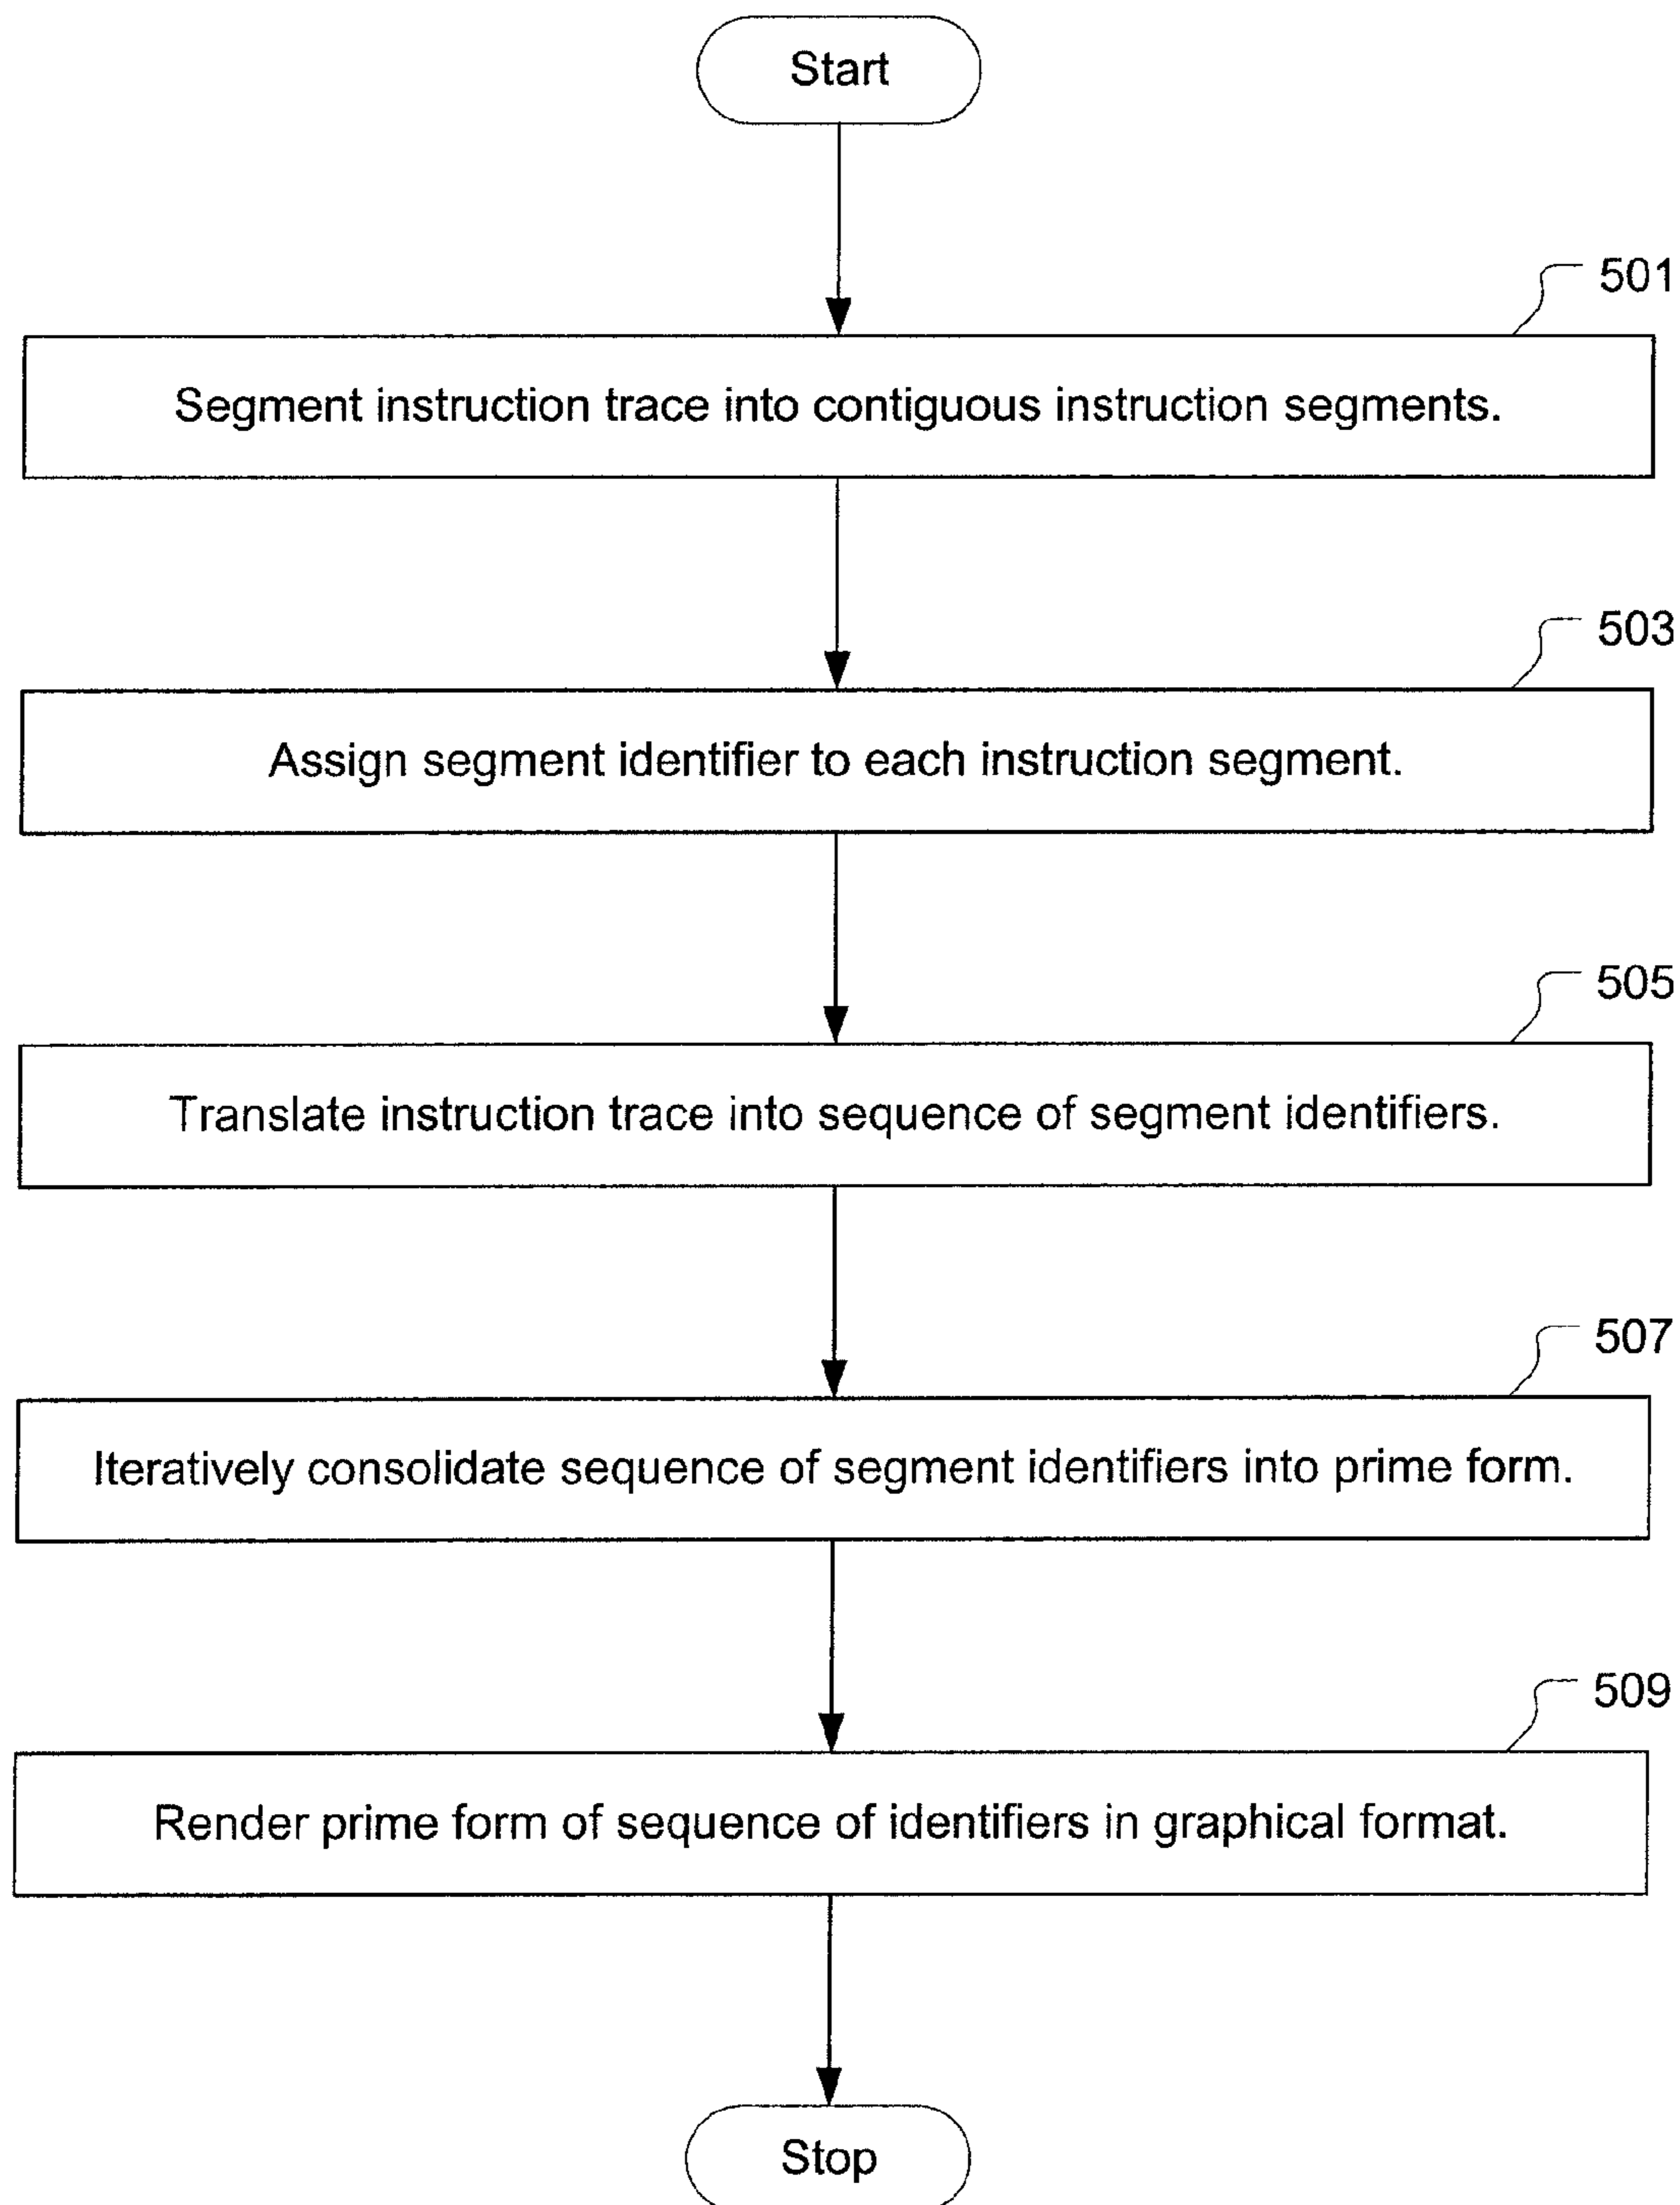 Start
501
Segment instruction trace into contiguous instruction segments.
503
Assign segment identifier to each instruction segment.
505
Translate instruction trace into sequence of segment identifiers.
507
Iteratively consolidate sequence of segment identifiers into prime form.
509
Render prime form of sequence of identifiers in graphical format.
Stop